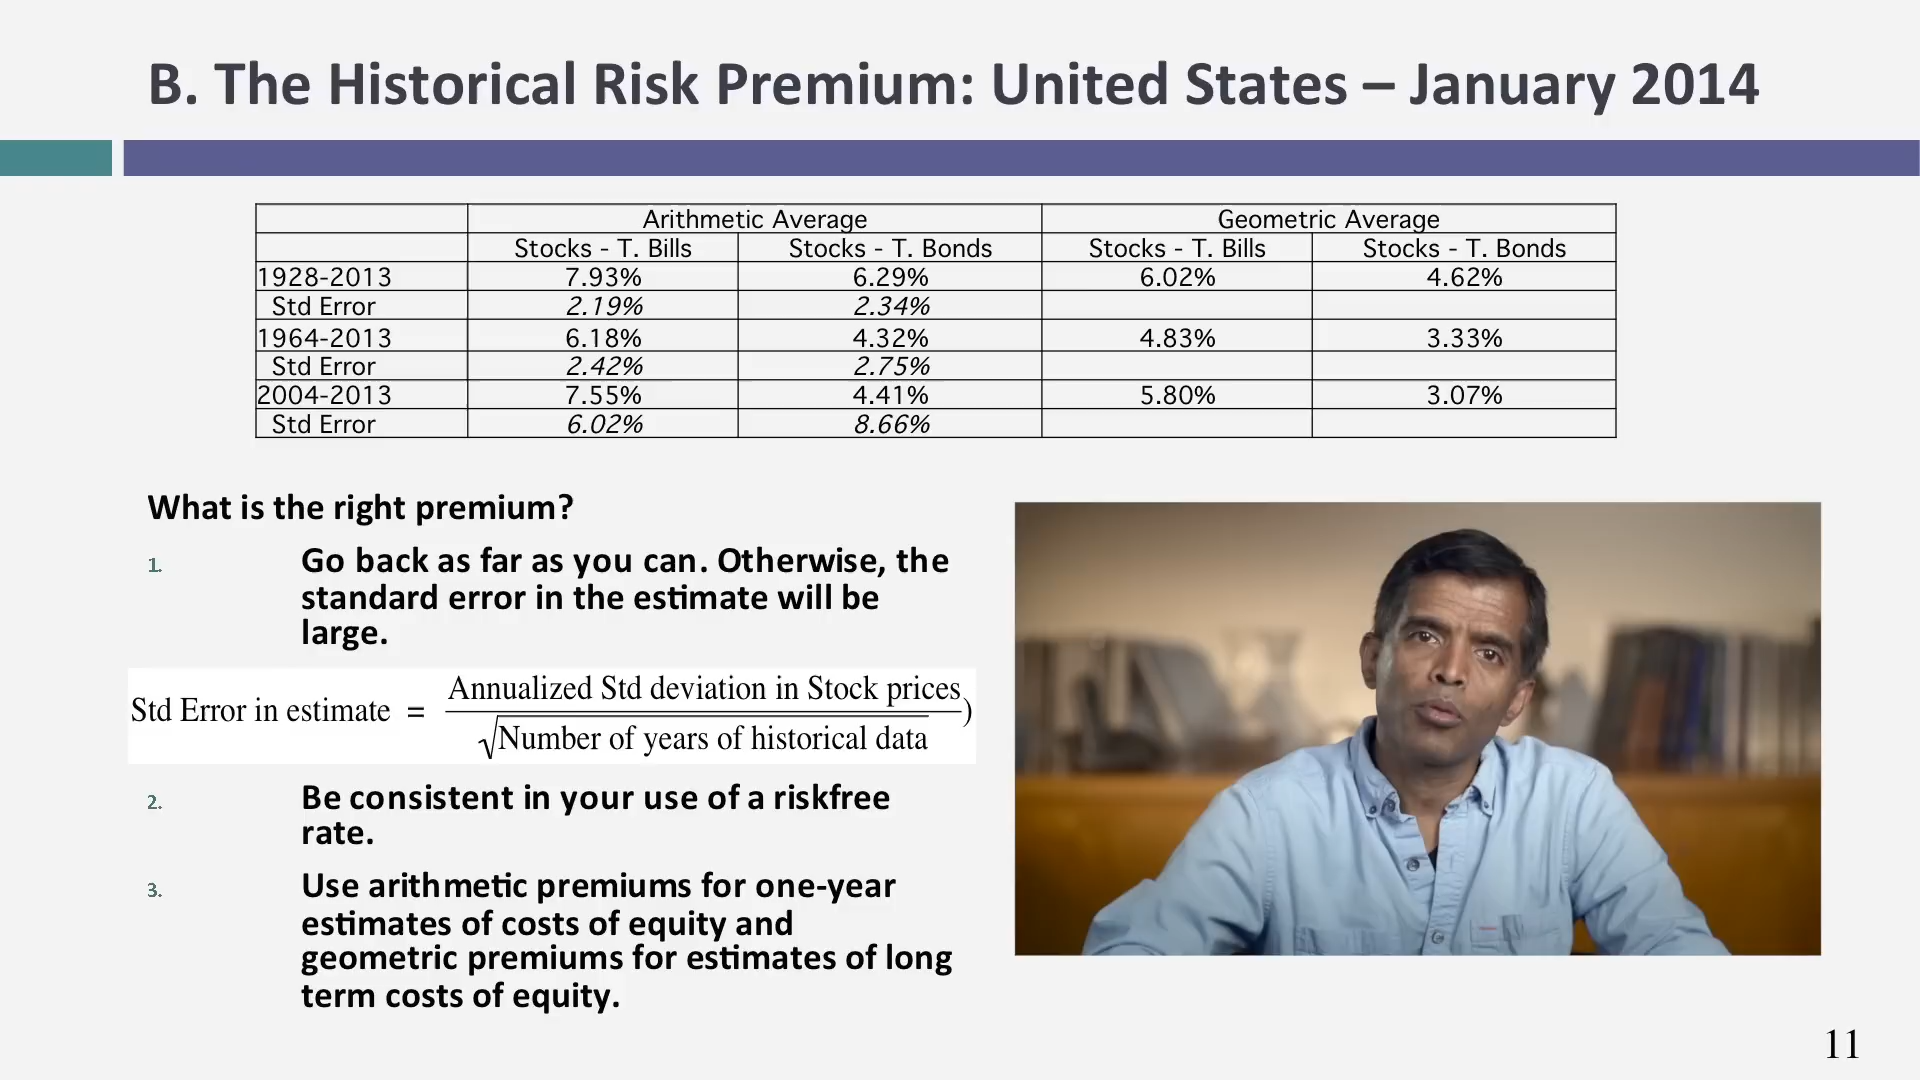 B. The Historical Risk Premium: United States – January 2014
Arithmetic Average Geometric Average
Stocks - T. Bills Stocks - T. Bonds Stocks - T. Bills Stocks - T. Bonds
1928-2013 7.93% 6.29% 6.02% 4.62%
Std Error 2.19% 2.34%
1964-2013 6.18% 4.32% 4.83% 3.33%
Std Error 2.42% 2.75%
2004-2013 7.55% 4.41% 5.80% 3.07%
Std Error 6.02% 8.66%
What is the right premium?
1. Go back as far as you can. Otherwise, the
standard error in the estimate will be
large.
Std Error in estimate = Annualized Std deviation in Stock prices
√Number of years of historical data)
2. Be consistent in your use of a riskfree
rate.
3. Use arithmetic premiums for one-year
estimates of costs of equity and
geometric premiums for estimates of long
term costs of equity.
11